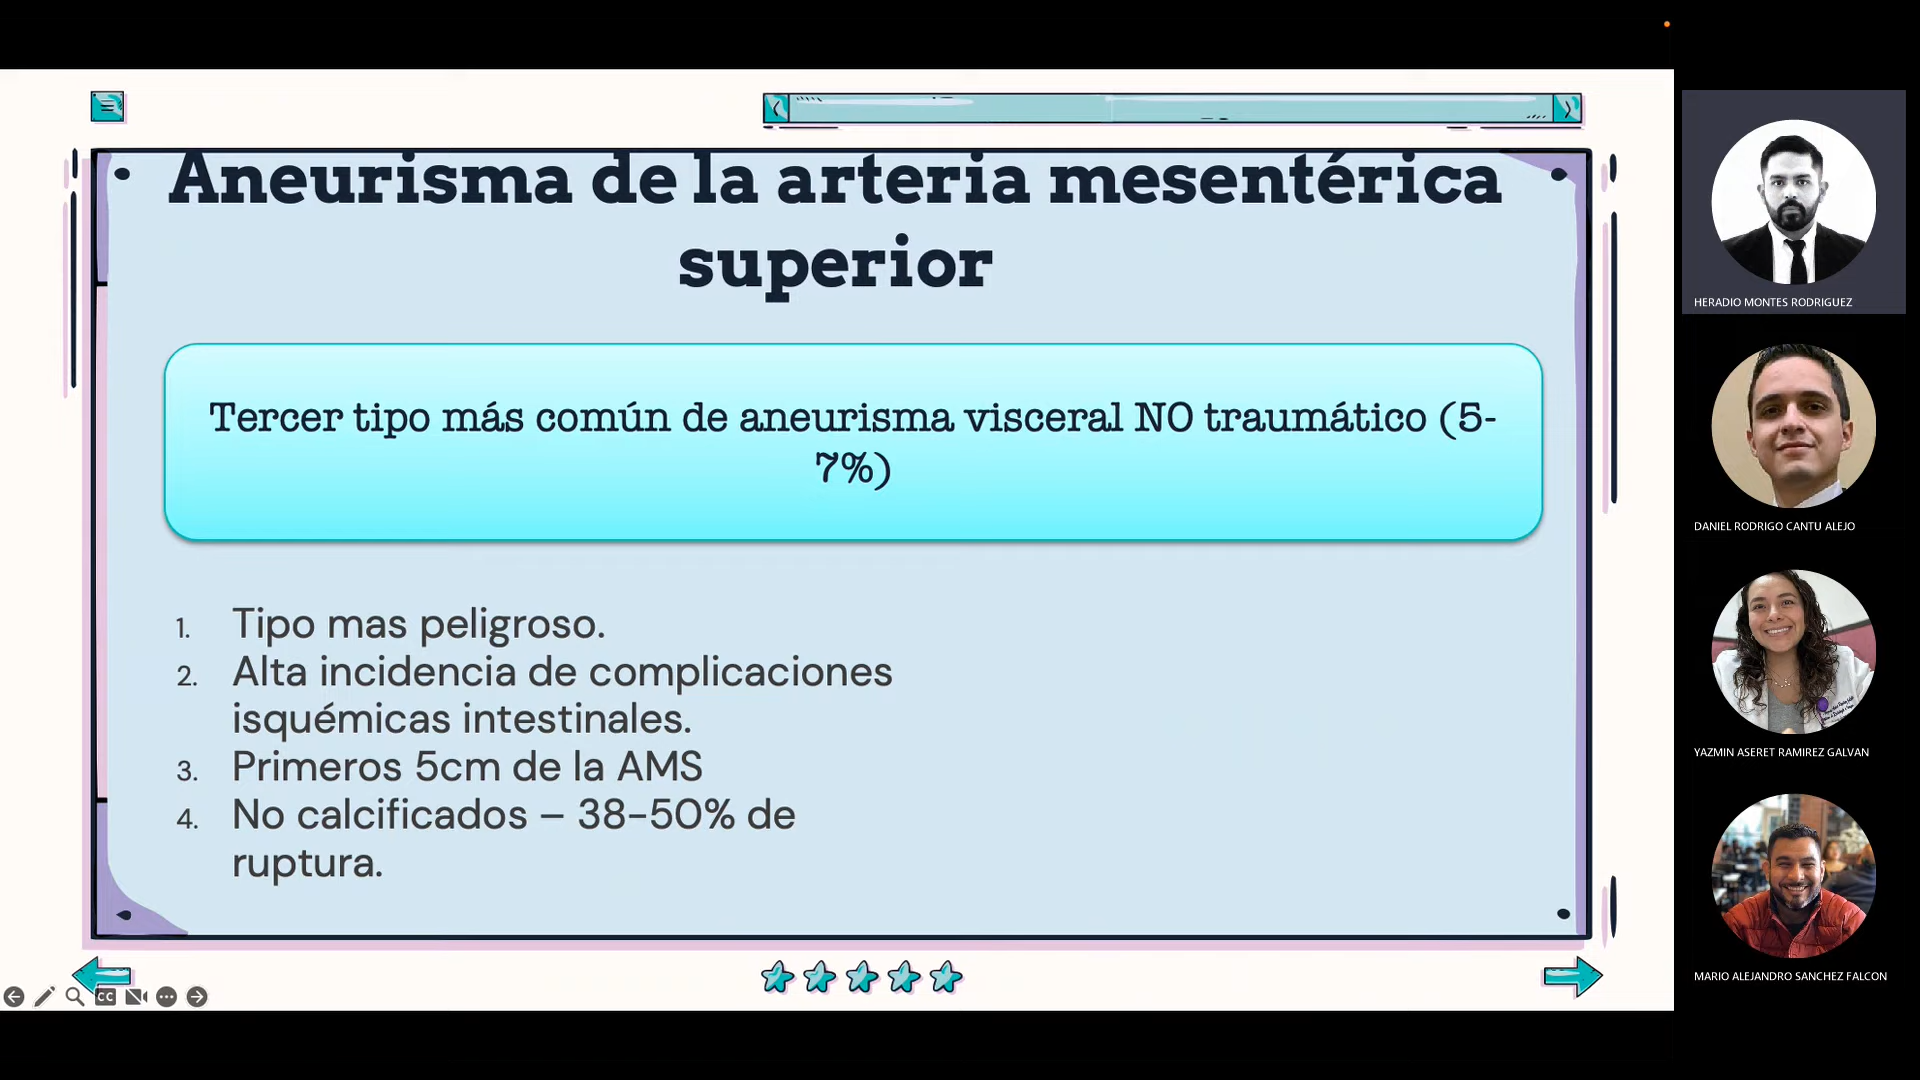 Aneurisma de la arteria mesentérica
superior
Tercer tipo más común de aneurisma visceral NO traumático (5-
7%)
1. Tipo mas peligroso.
2. Alta incidencia de complicaciones
isquémicas intestinales.
3. Primeros 5cm de la AMS
4. No calcificados – 38-50% de
ruptura.
CC
HERADIO MONTES RODRIGUEZ
DANIEL RODRIGO CANTU ALEJO
YAZMIN ASERET RAMIREZ GALVAN
MARIO ALEJANDRO SANCHEZ FALCON